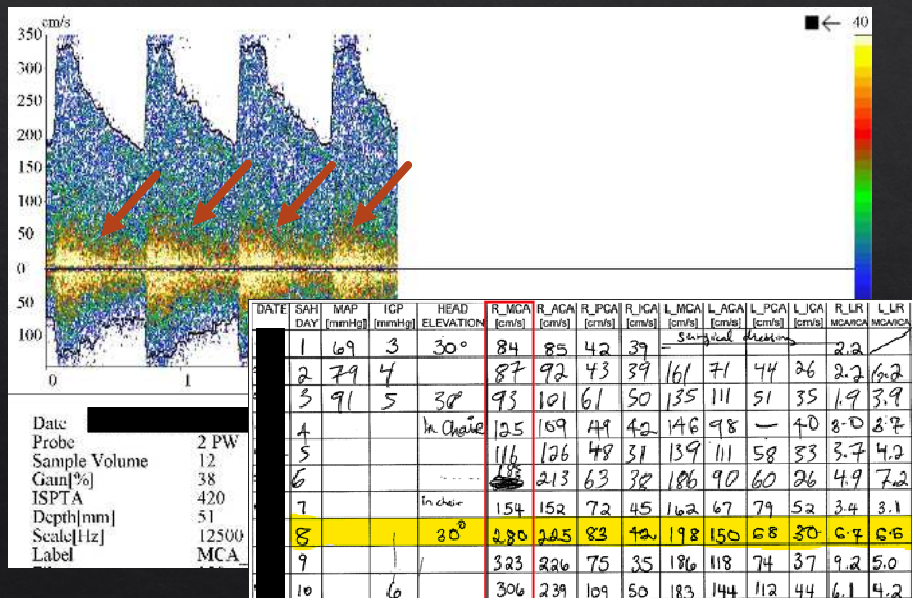 cm/s
40
350
300
250
200
150
100
50
0
50
100
0 1
Date
Probe 2 PW
Sample Volume 12
Gain[%] 38
ISPTA 420
Depth[mm] 51
Scale[Hz] 12500
Label MCA
DATE SAH DAY MAP [mmHg] ICP [mmHg] HEAD ELEVATION R_MCA [cm/s] R_ACA [cm/s] R_PCA [cm/s] R_ICA [cm/s] L_MCA [cm/s] L_ACA [cm/s] L_PCA [cm/s] L_ICA [cm/s] R_LR MCA/ICA L_LR MCA/ICA
1 69 3 30° 84 85 42 39 Surgical dressing 2.2
2 79 4 87 92 43 39 161 71 44 26 2.2 6.2
3 91 5 30° 93 101 61 50 135 111 51 35 1.9 3.9
4 In Chair 125 109 49 42 146 98 — 40 3.0 3.7
5 116 126 48 31 139 111 58 33 3.7 4.2
6 185 213 63 38 186 90 60 26 4.9 7.2
7 in chair 154 152 72 45 162 67 79 52 3.4 3.1
8 30° 280 225 83 42 198 150 68 30 6.7 6.6
9 323 226 75 35 186 118 74 37 9.2 5.0
10 6 306 239 109 50 183 144 112 44 6.1 4.2